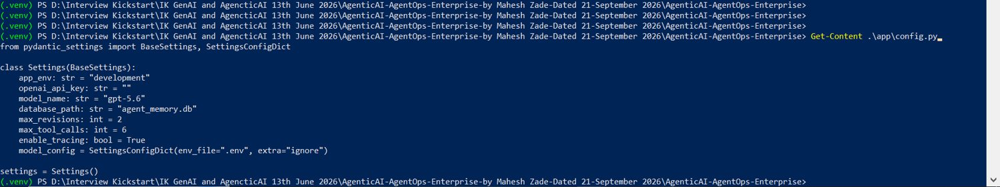 (.venv) PS D:\Interview Kickstart\IK GenAI and AgencticAI 13th June 2026\AgenticAI-AgentOps-Enterprise-by Mahesh Zade-Dated 21-September 2026\AgenticAI-AgentOps-Enterprise>
(.venv) PS D:\Interview Kickstart\IK GenAI and AgencticAI 13th June 2026\AgenticAI-AgentOps-Enterprise-by Mahesh Zade-Dated 21-September 2026\AgenticAI-AgentOps-Enterprise>
(.venv) PS D:\Interview Kickstart\IK GenAI and AgencticAI 13th June 2026\AgenticAI-AgentOps-Enterprise-by Mahesh Zade-Dated 21-September 2026\AgenticAI-AgentOps-Enterprise>
(.venv) PS D:\Interview Kickstart\IK GenAI and AgencticAI 13th June 2026\AgenticAI-AgentOps-Enterprise-by Mahesh Zade-Dated 21-September 2026\AgenticAI-AgentOps-Enterprise> Get-Content .\app\config.py
from pydantic_settings import BaseSettings, SettingsConfigDict

class Settings(BaseSettings):
    app_env: str = "development"
    openai_api_key: str = ""
    model_name: str = "gpt-5.6"
    database_path: str = "agent_memory.db"
    max_revisions: int = 2
    max_tool_calls: int = 6
    enable_tracing: bool = True
    model_config = SettingsConfigDict(env_file=".env", extra="ignore")

settings = Settings()
(.venv) PS D:\Interview Kickstart\IK GenAI and AgencticAI 13th June 2026\AgenticAI-AgentOps-Enterprise-by Mahesh Zade-Dated 21-September 2026\AgenticAI-AgentOps-Enterprise>